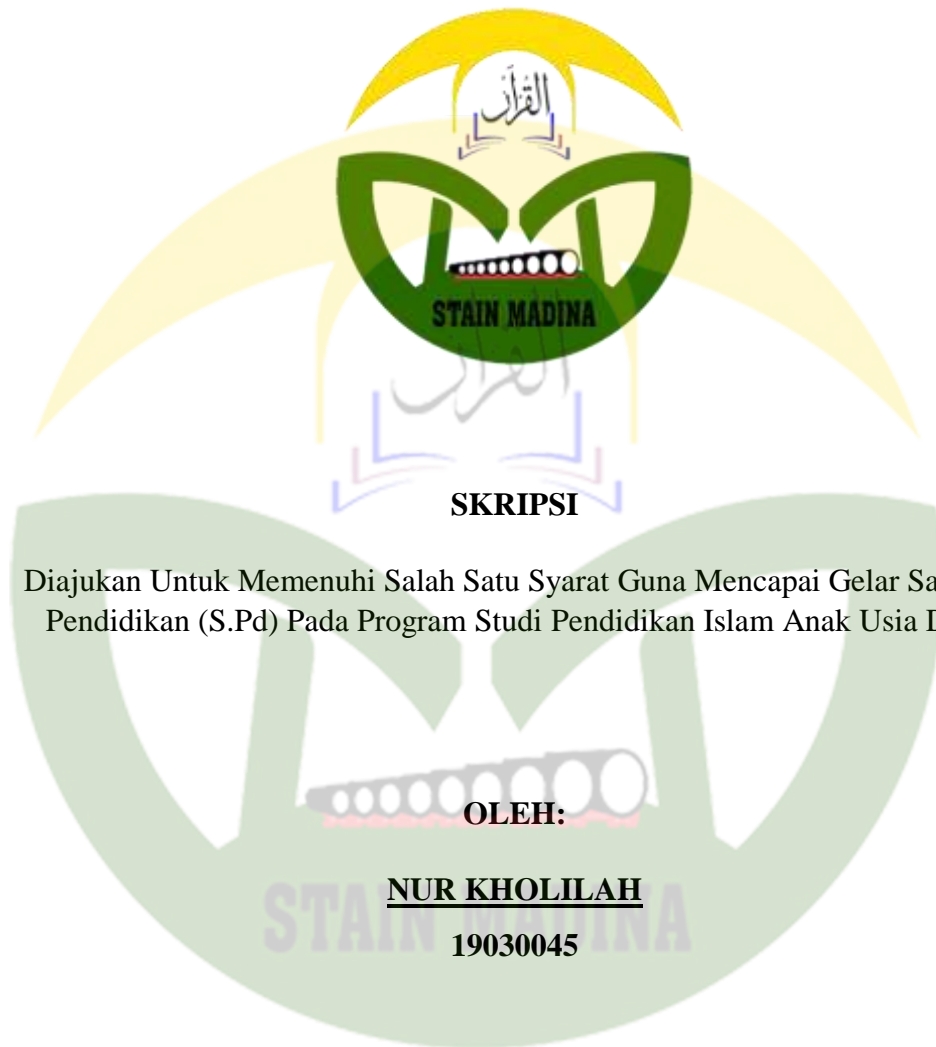 القرآن
STAIN MADINA
القرآن
SKRIPSI
Diajukan Untuk Memenuhi Salah Satu Syarat Guna Mencapai Gelar
Pendidikan (S.Pd) Pada Program Studi Pendidikan Islam Anak Usia
OLEH:
NUR KHOLILAH
STAIN MADINA
19030045